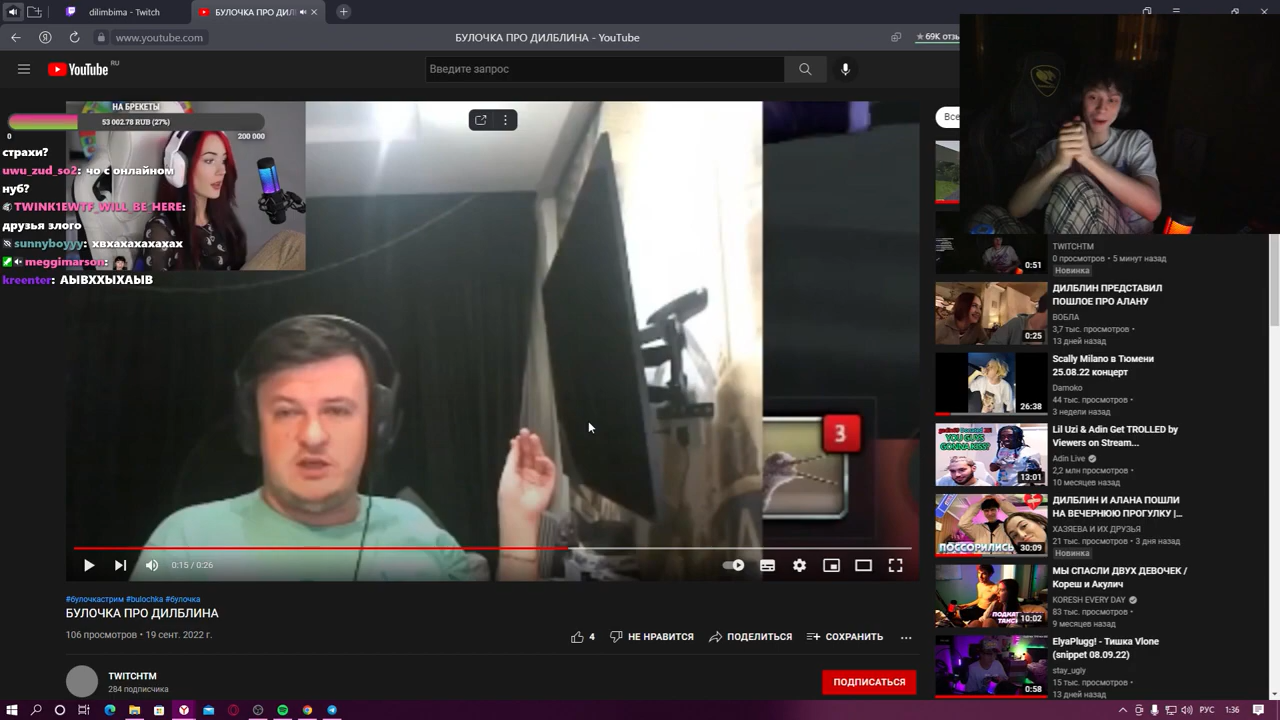 dilimbima - Twitch
БУЛОЧКА ПРО ДИЛ
www.youtube.com
БУЛОЧКА ПРО ДИЛБЛИНА - YouTube
★ 69K отзы
YouTube RU
Введите запрос
Все
НА БРЕКЕТЫ
53 002.78 RUB (27%)
0
200 000
страхи?
uwu_zud_so2: чо с онлайном
нуб?
TWINK1EWTF_WILL_BE_HERE:
друзья злого
sunnyboyyy: хвхахахахахах
meggimarson:
kreenter: АЫВХХЫХАЫВ
3
0:15 / 0:26
#булочкастрим #bulochka #булочка
БУЛОЧКА ПРО ДИЛБЛИНА
106 просмотров • 19 сент. 2022 г.
4
НЕ НРАВИТСЯ
ПОДЕЛИТЬСЯ
СОХРАНИТЬ
TWITCHTM
284 подписчика
ПОДПИСАТЬСЯ
TWITCHTM
0 просмотров • 5 минут назад
Новинка
0:51
ДИЛБЛИН ПРЕДСТАВИЛ
ПОШЛОЕ ПРО АЛАНУ
ВОБЛА
3,7 тыс. просмотров •
13 дней назад
0:25
Scally Milano в Тюмени
25.08.22 концерт
Damoko
44 тыс. просмотров •
3 недели назад
26:38
Lil Uzi & Adin Get TROLLED by
Viewers on Stream...
Adin Live
2,2 млн просмотров •
10 месяцев назад
YOU GUYS
GONNA KISS?
13:01
ДИЛБЛИН И АЛАНА ПОШЛИ
НА ВЕЧЕРНЮЮ ПРОГУЛКУ |...
ХАЗЯЕВА И ИХ ДРУЗЬЯ
21 тыс. просмотров • 3 дня назад
Новинка
ПОССОРИЛИСЬ
30:09
МЫ СПАСЛИ ДВУХ ДЕВОЧЕК /
Кореш и Акулич
KORESH EVERY DAY
83 тыс. просмотров •
9 месяцев назад
10:02
ElyaPlugg! - Тишка Vlone
(snippet 08.09.22)
stay_ugly
15 тыс. просмотров •
13 дней назад
0:58
РУС
1:36